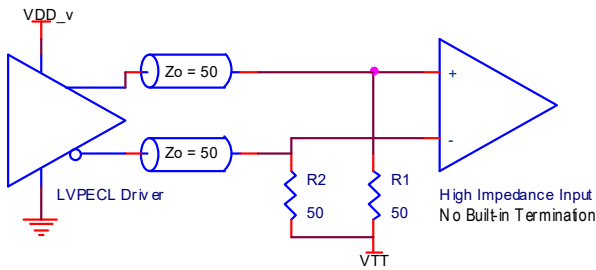 VDD_v
Zo = 50
+
Zo = 50
-
R2
50
R1
50
LVPECL Driver
High Impedance Input
No Built-in Termination
VTT